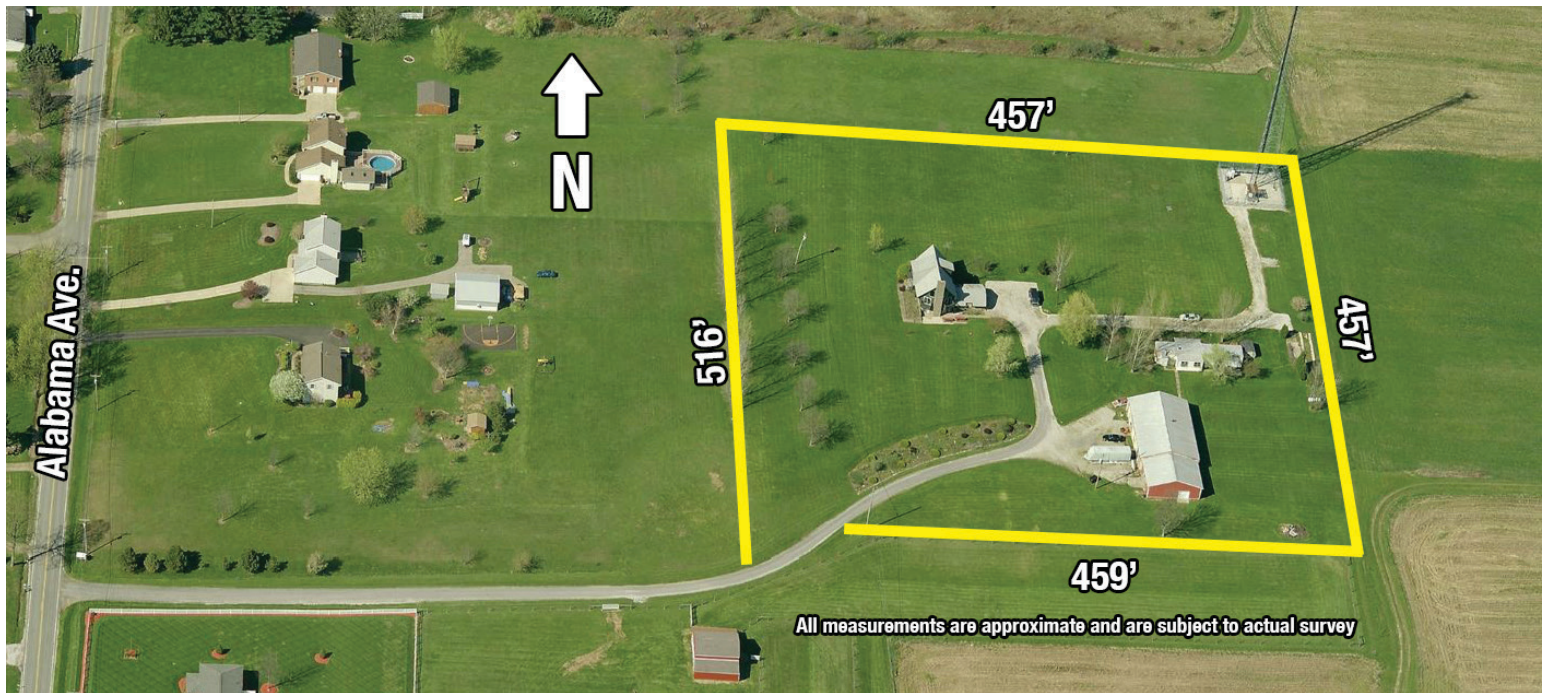 457’
N
Alabama Ave.
516’
457’
459’
All measurements are approximate and are subject to actual survey